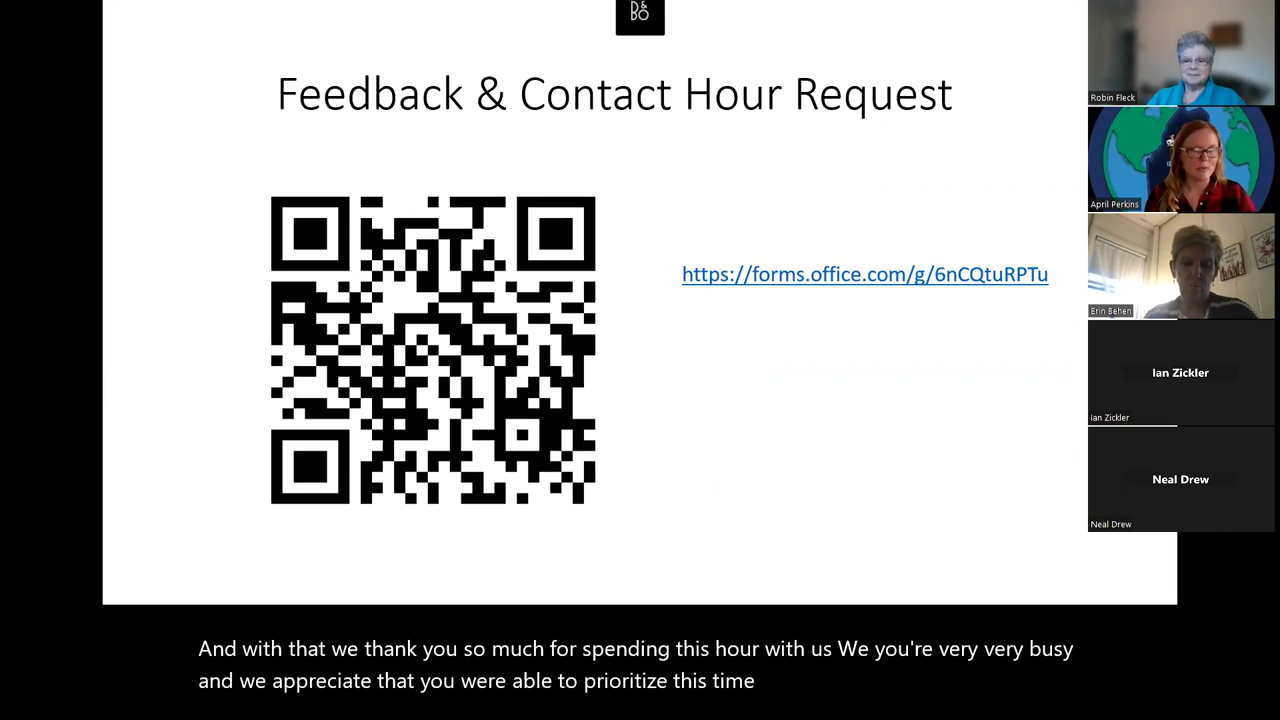 B&
BO
Feedback & Contact Hour Request
https://forms.office.com/g/6nCQtuRPTu
Robin Fleck
April Perkins
Erin Behen
Ian Zickler
Ian Zickler
Neal Drew
Neal Drew
And with that we thank you so much for spending this hour with us We you're very very busy
and we appreciate that you were able to prioritize this time